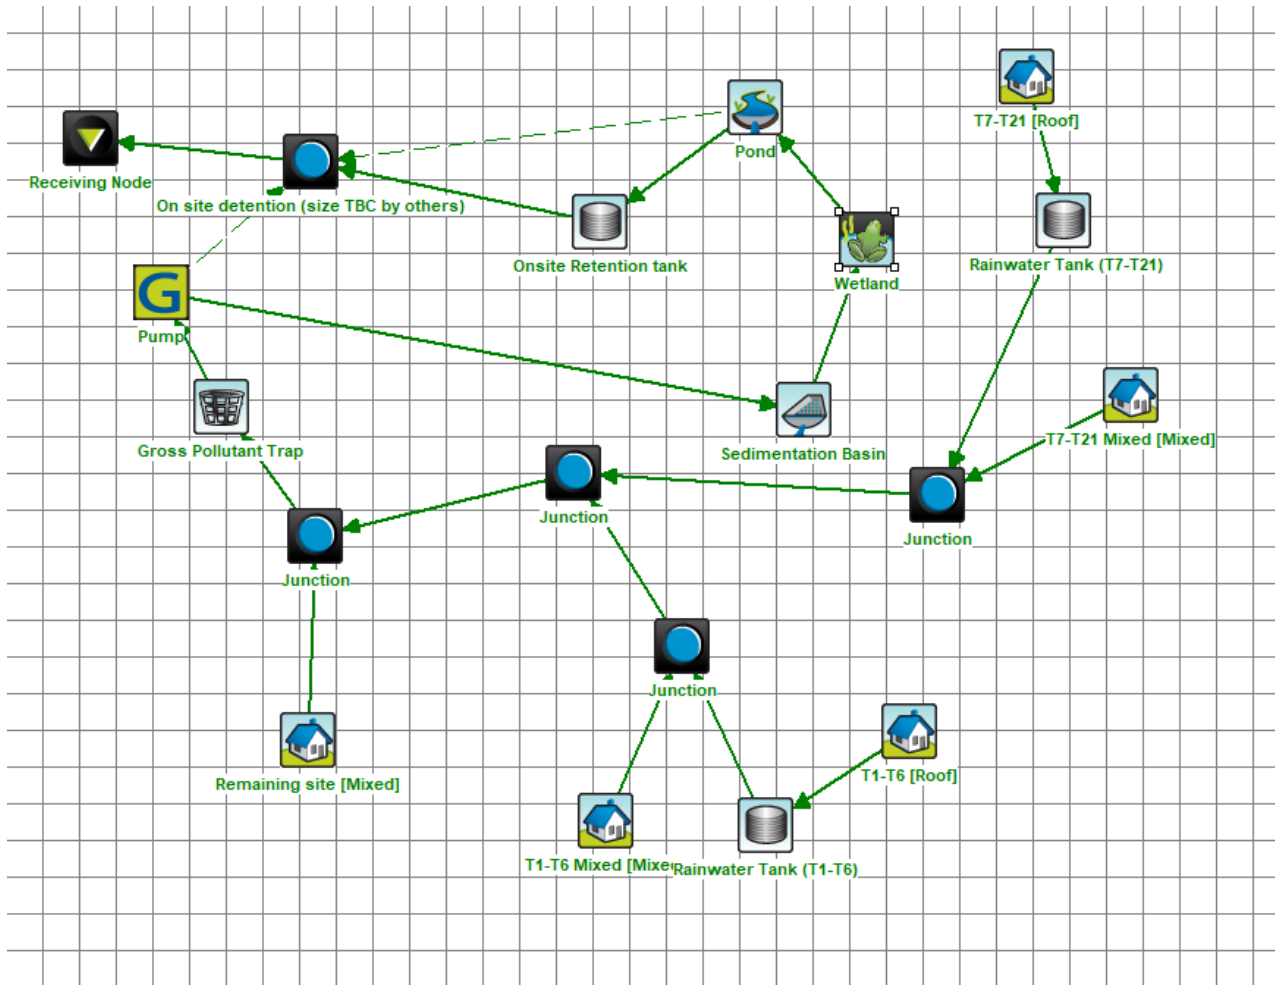 T7-T21 [Roof]
Pond
Receiving Node
On site detention (size TBC by others)
Onsite Retention tank
Rainwater Tank (T7-T21)
Wetland
G
Pump
T7-T21 Mixed [Mixed]
Gross Pollutant Trap
Sedimentation Basin
Junction
Junction
Junction
Junction
T1-T6 [Roof]
Remaining site [Mixed]
T1-T6 Mixed [Mixe
Rainwater Tank (T1-T6)